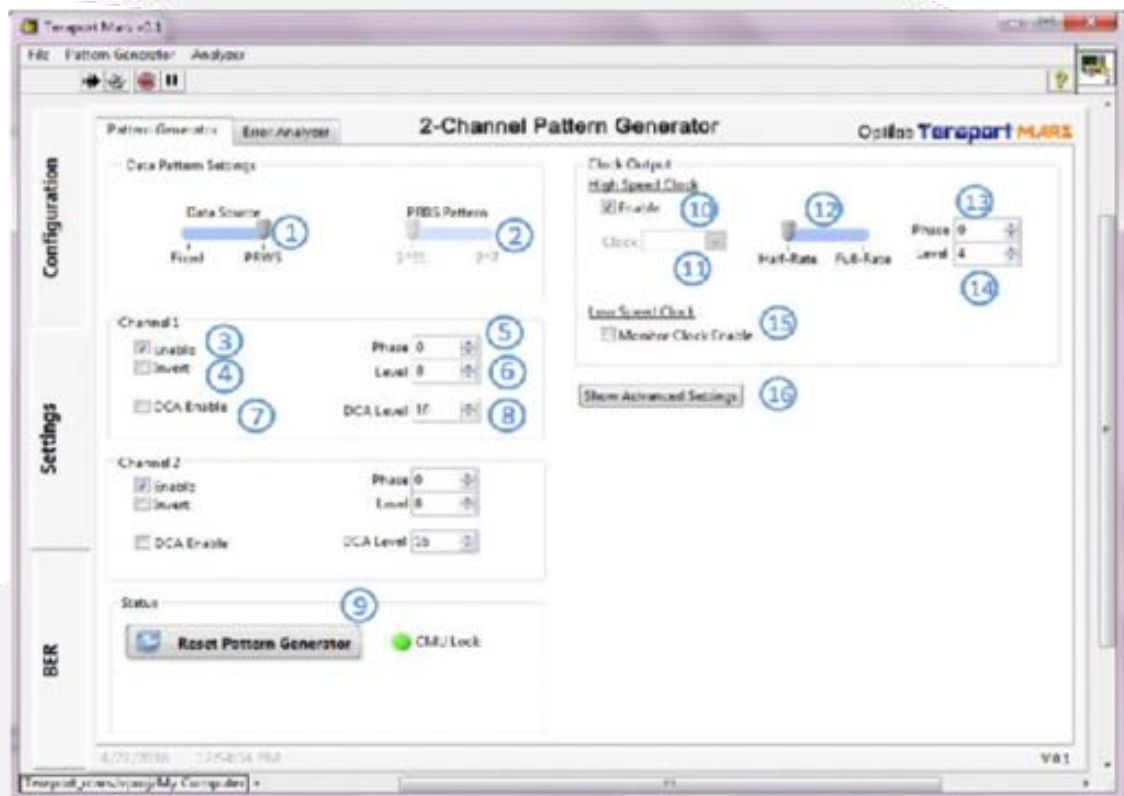 Teraport Mars v0.1
File Pattern Generator Analyzer
Configuration
Settings
BER
Pattern Generator
Error Analyzer
2-Channel Pattern Generator
Optilas Teraport MARS
Data Pattern Settings
Data Source
1
Fixed PRWS
PRBS Pattern
2
Channel 1
Enable 3
Invert 4
DCA Enable 7
Phase 0 5
Level 8 6
DCA Level 16 8
Channel 2
Enable
Invert
DCA Enable
Phase 0
Level 8
DCA Level 16
Status
9
Reset Pattern Generator
CMU Lock
Clock Output
High Speed Clock
Enable 10
Clock
11
12
Half-Rate Full-Rate
13
Phase 0
Level 4
14
Low Speed Clock
Monitor Clock Enable 15
Show Advanced Settings 16
V 0.1